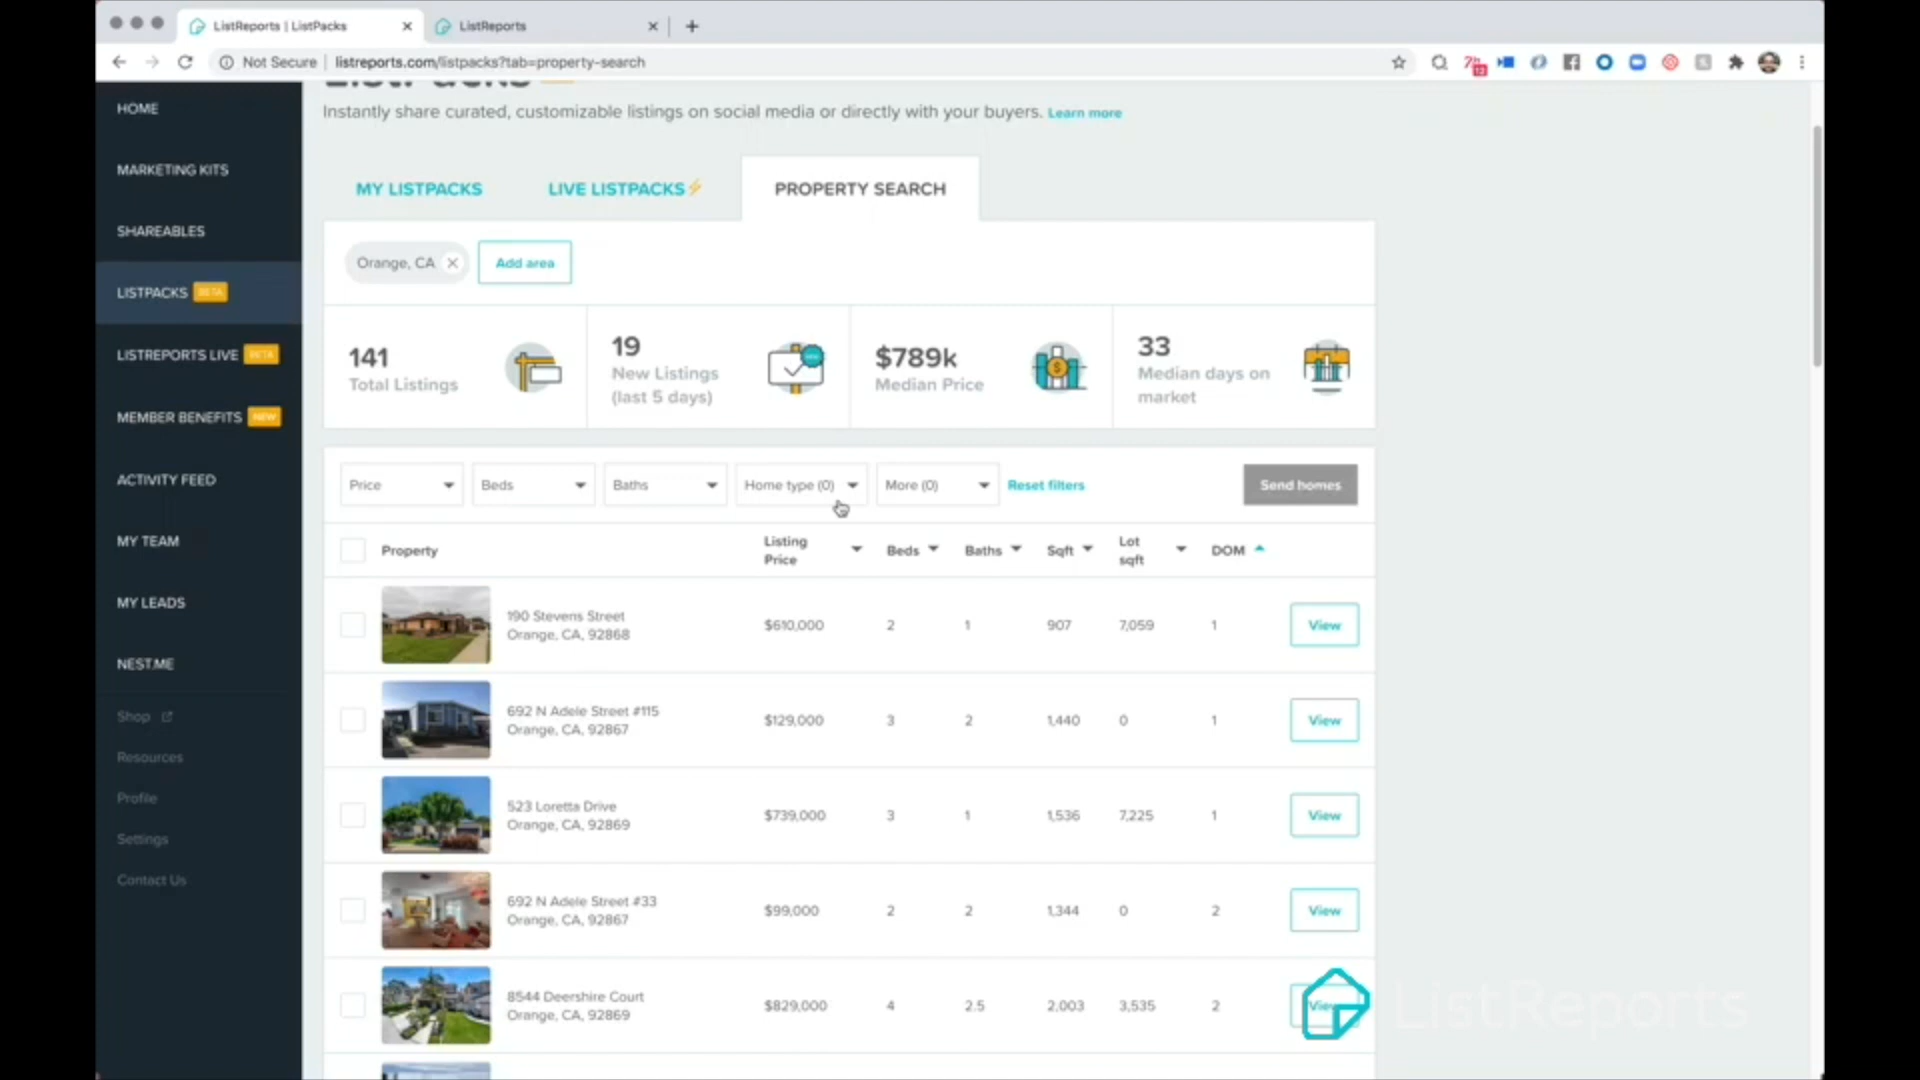 ListReports | ListPacks
ListReports
Not Secure
listreports.com/listpacks?tab=property-search
12
HOME
MARKETING KITS
SHAREABLES
LISTPACKS BETA
LISTREPORTS LIVE BETA
MEMBER BENEFITS NEW
ACTIVITY FEED
MY TEAM
MY LEADS
NEST.ME
Shop
Resources
Profile
Settings
Contact Us
Instantly share curated, customizable listings on social media or directly with your buyers. Learn more
MY LISTPACKS
LIVE LISTPACKS⚡
PROPERTY SEARCH
Orange, CA
Add area
141
Total Listings
19
New Listings
(last 5 days)
$789k
Median Price
33
Median days on
market
Price
Beds
Baths
Home type (0)
More (0)
Reset filters
Send homes
Property
Listing
Price
Beds
Baths
Sqft
Lot
sqft
DOM
190 Stevens Street
Orange, CA, 92868
$610,000
2
1
907
7,059
1
View
692 N Adele Street #115
Orange, CA, 92867
$129,000
3
2
1,440
0
1
View
523 Loretta Drive
Orange, CA, 92869
$739,000
3
1
1,536
7,225
1
View
692 N Adele Street #33
Orange, CA, 92867
$99,000
2
2
1,344
0
2
View
8544 Deershire Court
Orange, CA, 92869
$829,000
4
2.5
2,003
3,535
2
View
ListReports